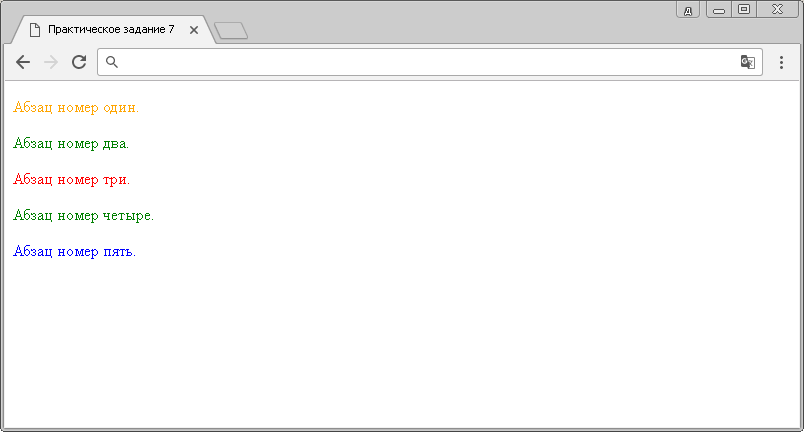 д
Практическое задание 7
Абзац номер один.
Абзац номер два.
Абзац номер три.
Абзац номер четыре.
Абзац номер пять.